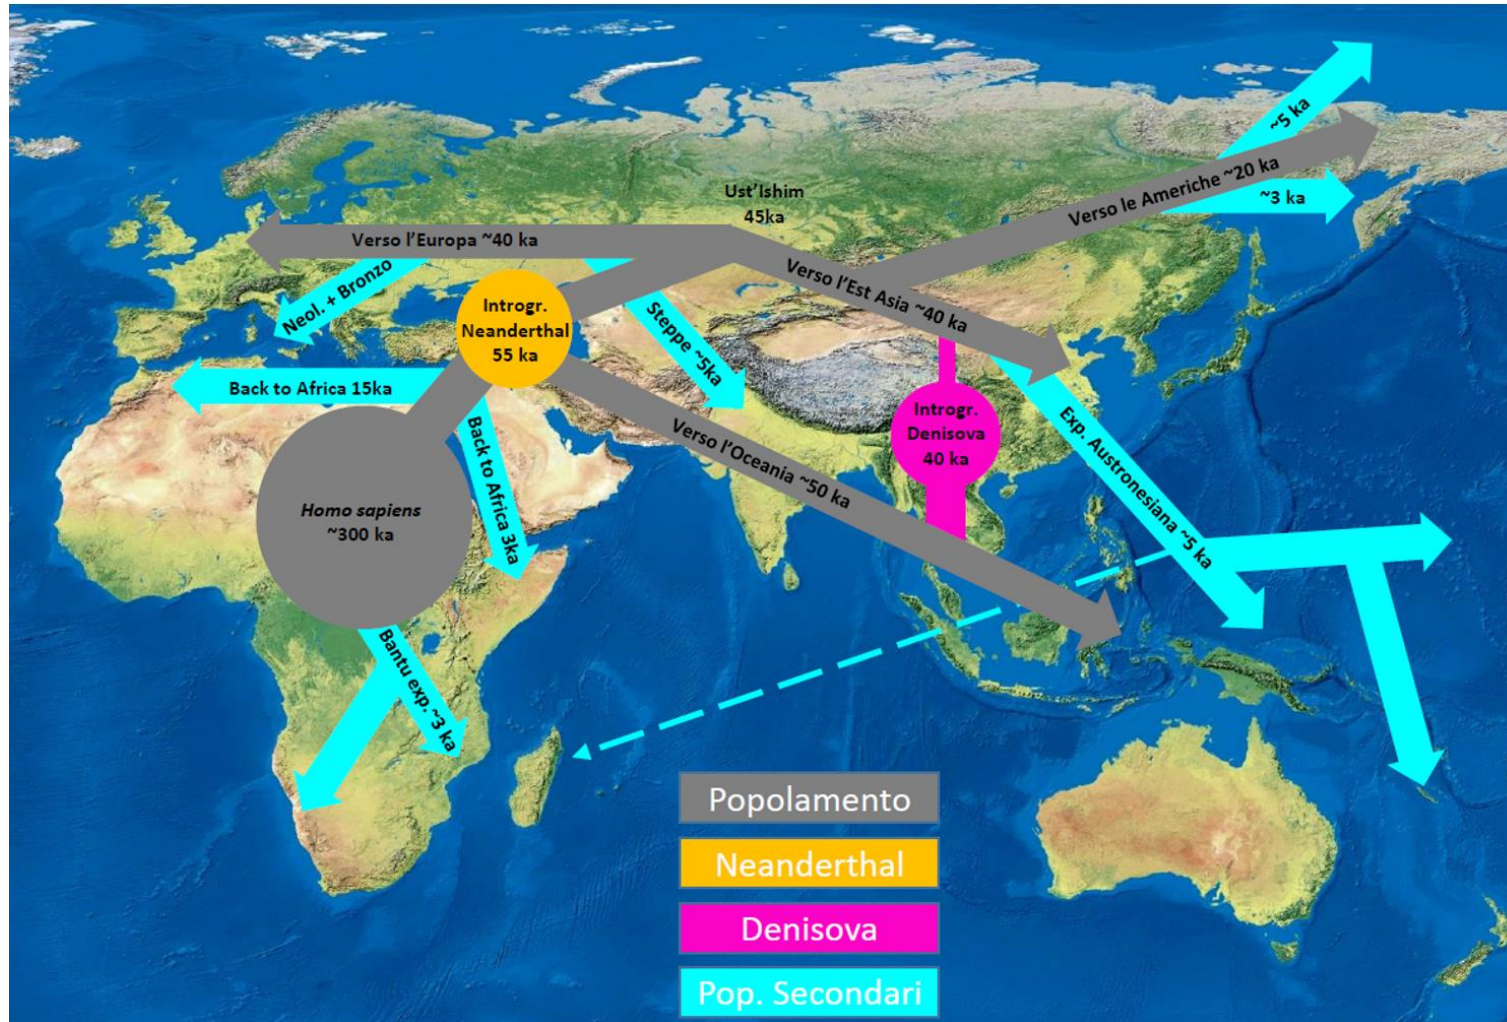 ~5 ka
Verso le Americhe ~20 ka
~3 ka
Ust'Ishim
45ka
Verso l'Europa ~40 ka
Verso l'Est Asia ~40 ka
Neol. + Bronzo
Introgr.
Neanderthal
55 ka
Steppe ~5ka
Back to Africa 15ka
Verso l'Oceania ~50 ka
Introgr.
Denisova
40 ka
Exp. Austronesiana ~5 ka
Back to Africa 3ka
Homo sapiens
~300 ka
Bantu exp. ~3 ka
Popolamento
Neanderthal
Denisova
Pop. Secondari